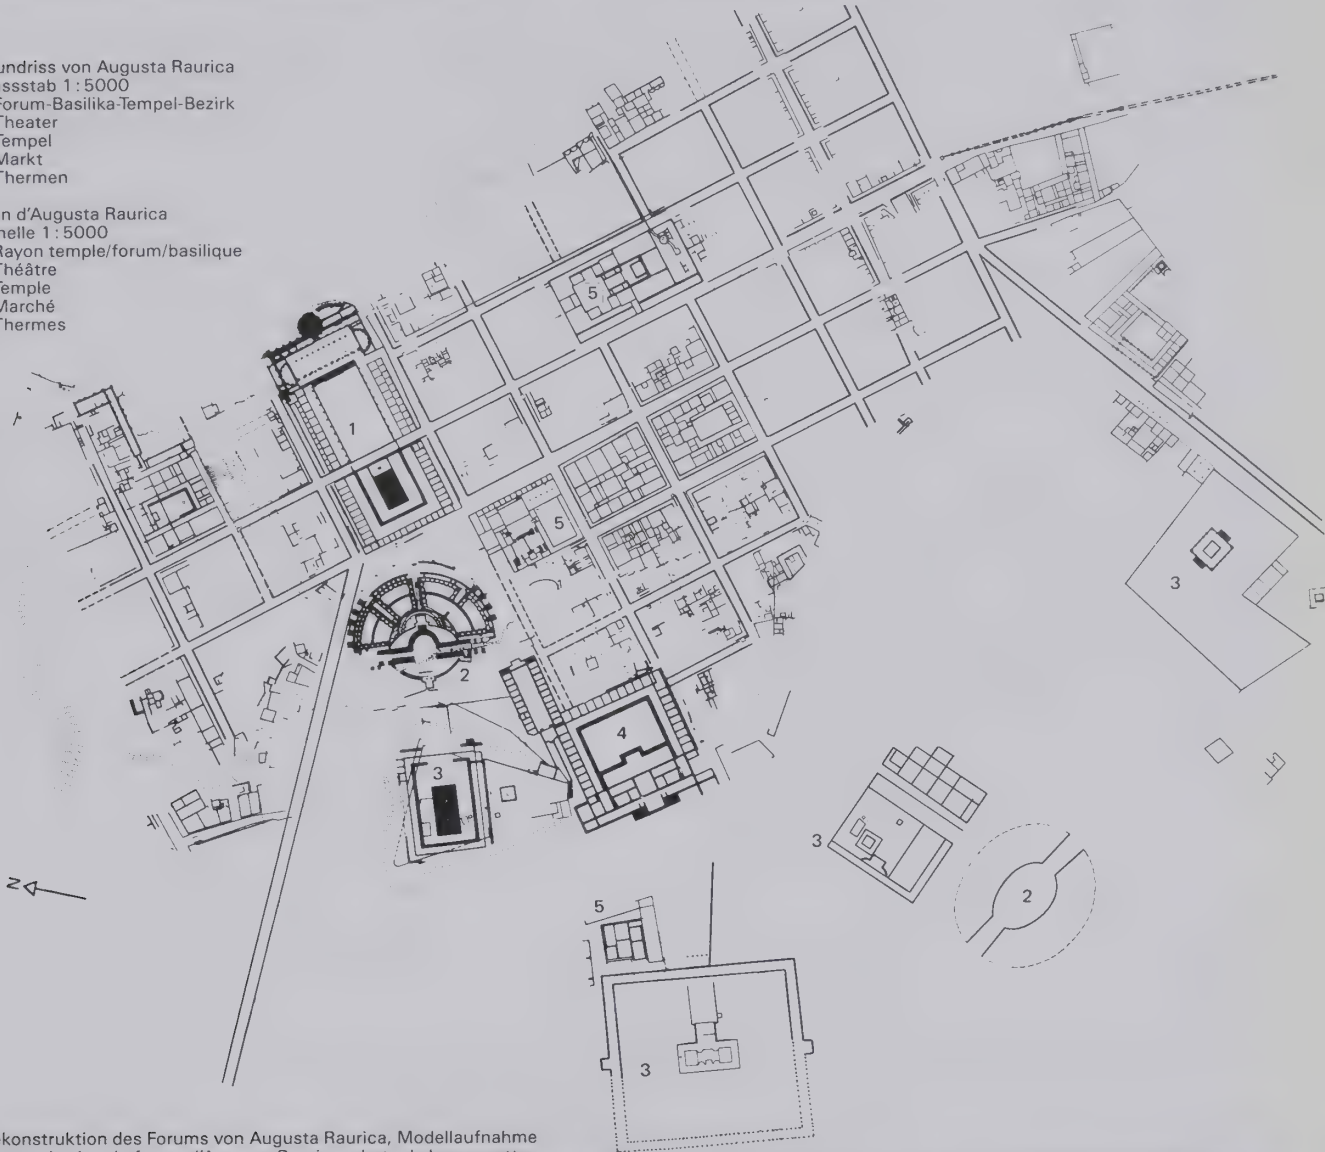 undriss von Augusta Raurica
ssstab 1:5000
Forum-Basilika-Tempel-Bezirk
Theater
Tempel
Markt
Thermen
n d'Augusta Raurica
helle 1:5000
Rayon temple/forum/basilique
Théâtre
Temple
Marché
Thermes
5
1
5
3
2
4
3
3
2
N
5
3
konstruktion des Forums von Augusta Raurica, Modellaufnahme